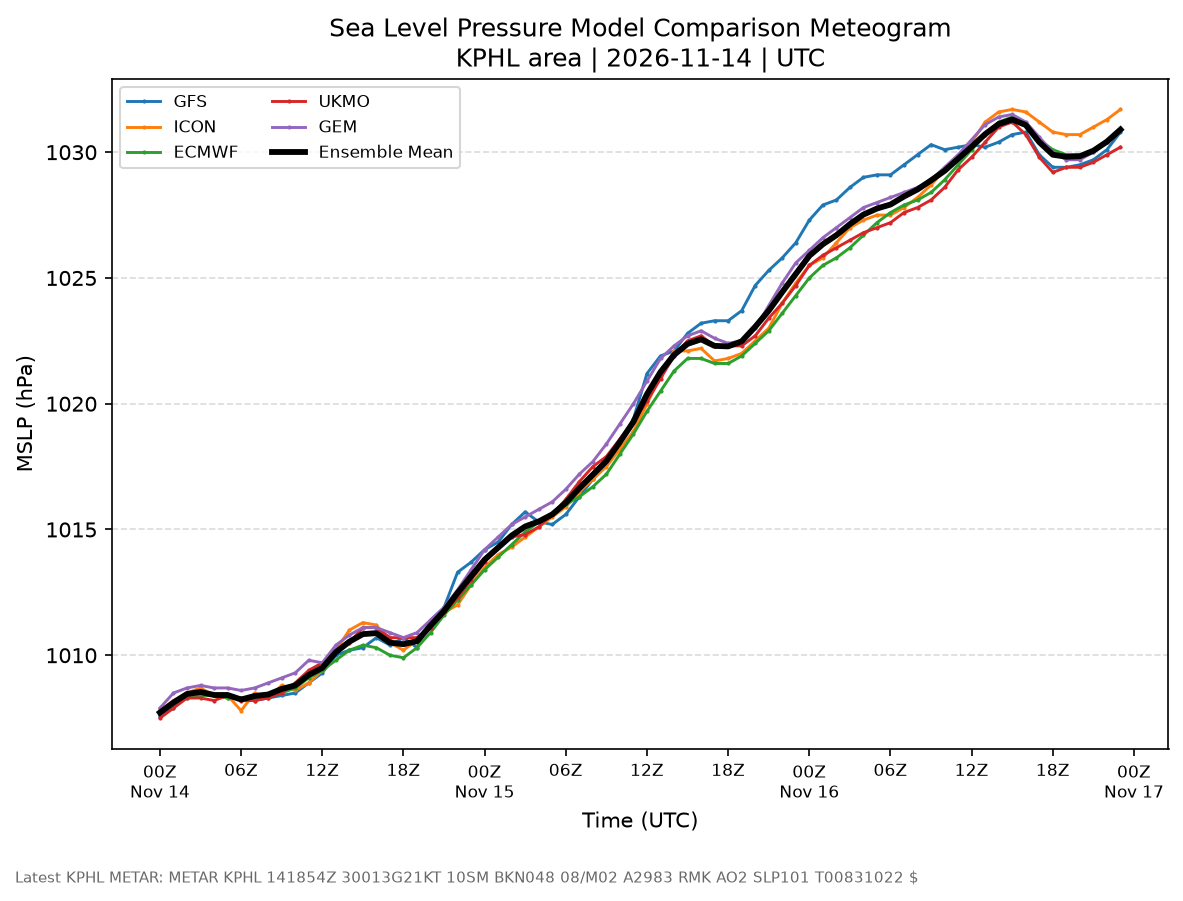 Sea Level Pressure Model Comparison Meteogram
KPHL area | 2026-11-14 | UTC
GFS
ICON
ECMWF
UKMO
GEM
Ensemble Mean
MSLP (hPa)
1030
1025
1020
1015
1010
00Z 06Z 12Z 18Z 00Z 06Z 12Z 18Z 00Z 06Z 12Z 18Z 00Z
Nov 14 Nov 15 Nov 16 Nov 17
Time (UTC)
Latest KPHL METAR: METAR KPHL 141854Z 30013G21KT 10SM BKN048 08/M02 A2983 RMK AO2 SLP101 T00831022 $